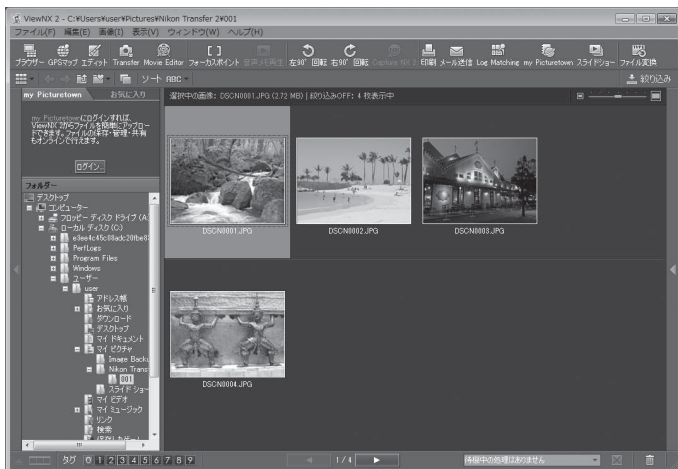 ViewNX 2 - C:¥Users¥user¥Pictures¥Nikon Transfer 2¥001
ファイル(F) 編集(E) 画像(I) 表示(V) ウィンドウ(W) ヘルプ(H)
ブラウザー GPSマップ エディット Transfer Movie Editor フォーカスポイント 音声メモ再生 左90°回転 右90°回転 Capture NX 2 印刷 メール送信 Log Matching my Picturetown スライドショー ファイル変換
ソート ABC 絞り込み
my Picturetown お気に入り
選択中の画像: DSCN0001.JPG (2.72 MB) | 絞り込みOFF: 4 枚表示中
my Picturetownにログインすれば、
ViewNX 2からファイルを簡単にアップロー
ドできます。ファイルの保存・管理・共有
もオンラインで行えます。
ログイン...
フォルダー
デスクトップ
コンピューター
フロッピー ディスク ドライブ (A
ローカル ディスク (C:)
PerfLogs
Program Files
Windows
ユーザー
user
アドレス帳
お気に入り
ダウンロード
デスクトップ
マイ ドキュメント
マイ ピクチャ
Image Backu
Nikon Trans
001
スライド ショー
マイ ビデオ
マイ ミュージック
リンク
検索
保存したゲーム
DSCN0001.JPG
DSCN0002.JPG
DSCN0003.JPG
DSCN0004.JPG
タグ 0 1 2 3 4 5 6 7 8 9
1 / 4
待機中の処理はありません